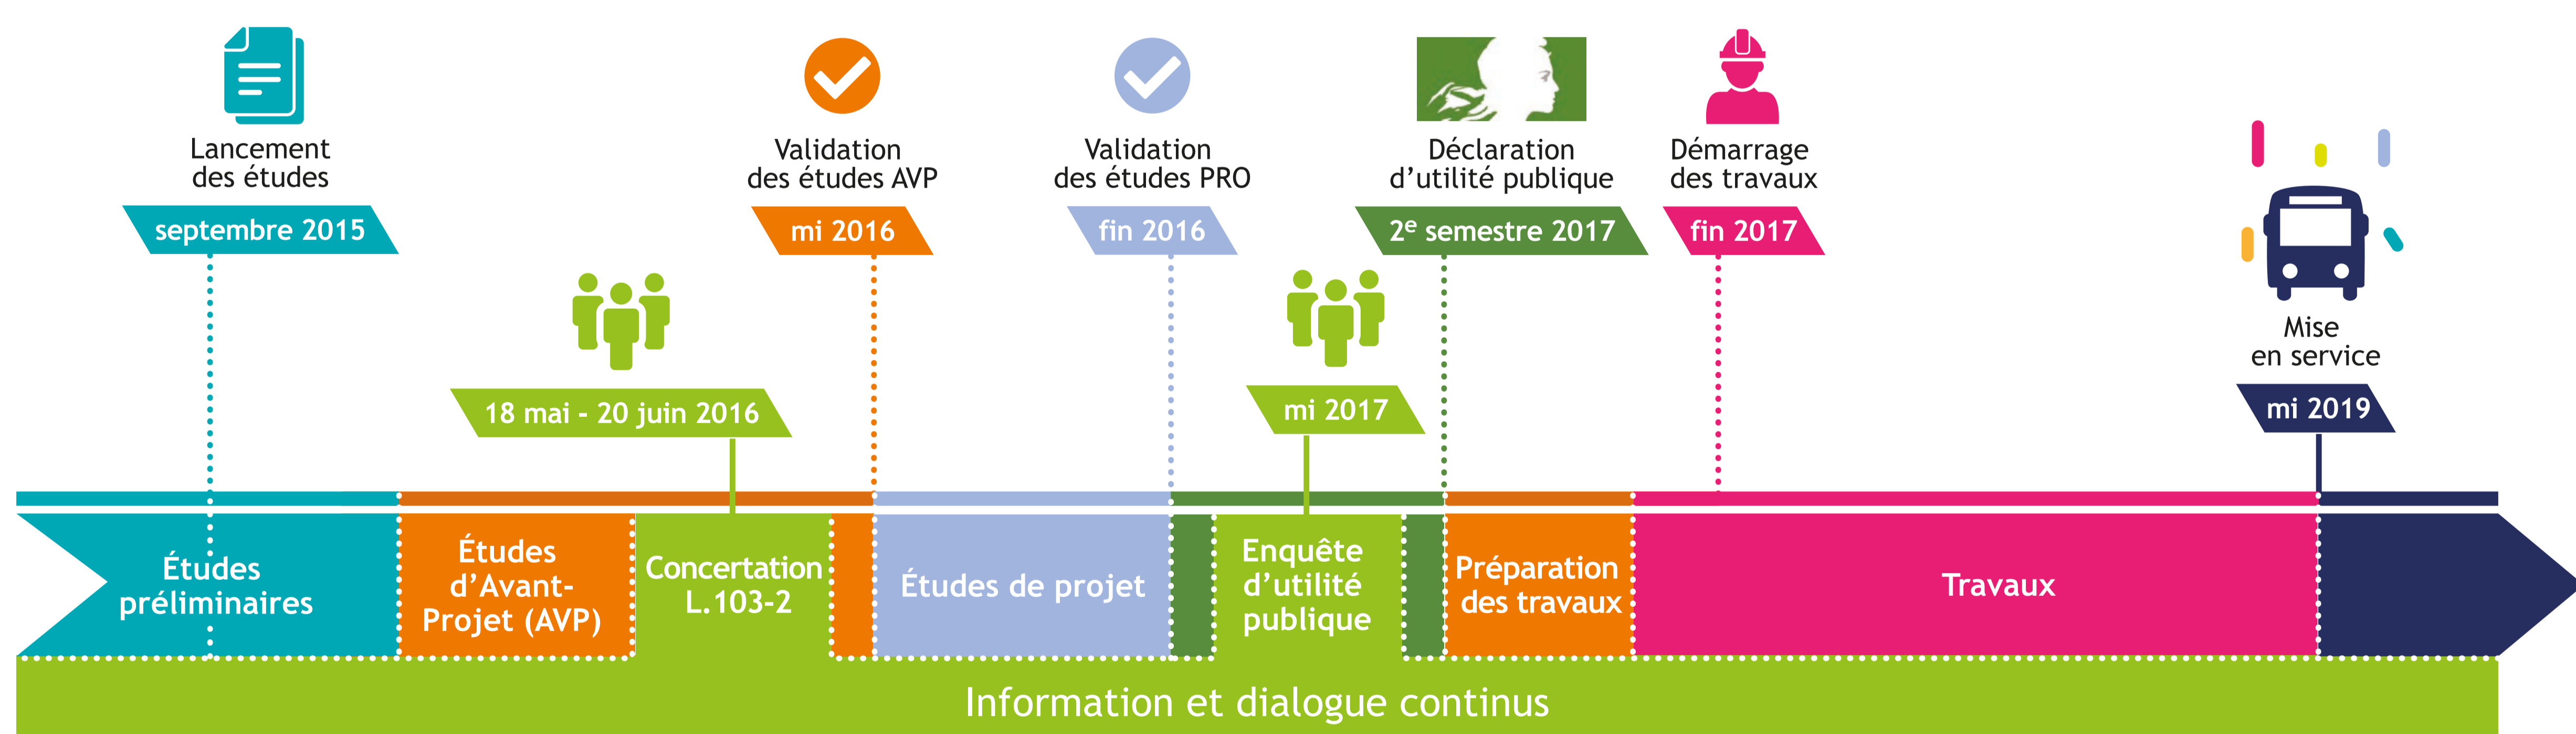 Lancement
des études
septembre 2015
18 mai - 20 juin 2016
Validation
des études AVP
mi 2016
Validation
des études PRO
fin 2016
mi 2017
Déclaration
d’utilité publique
2e semestre 2017
Démarrage
des travaux
fin 2017
Mise
en service
mi 2019
Études
préliminaires
Études
d’Avant-
Projet (AVP)
Concertation
L.103-2
Études de projet
Enquête
d’utilité
publique
Préparation
des travaux
Travaux
Information et dialogue continus